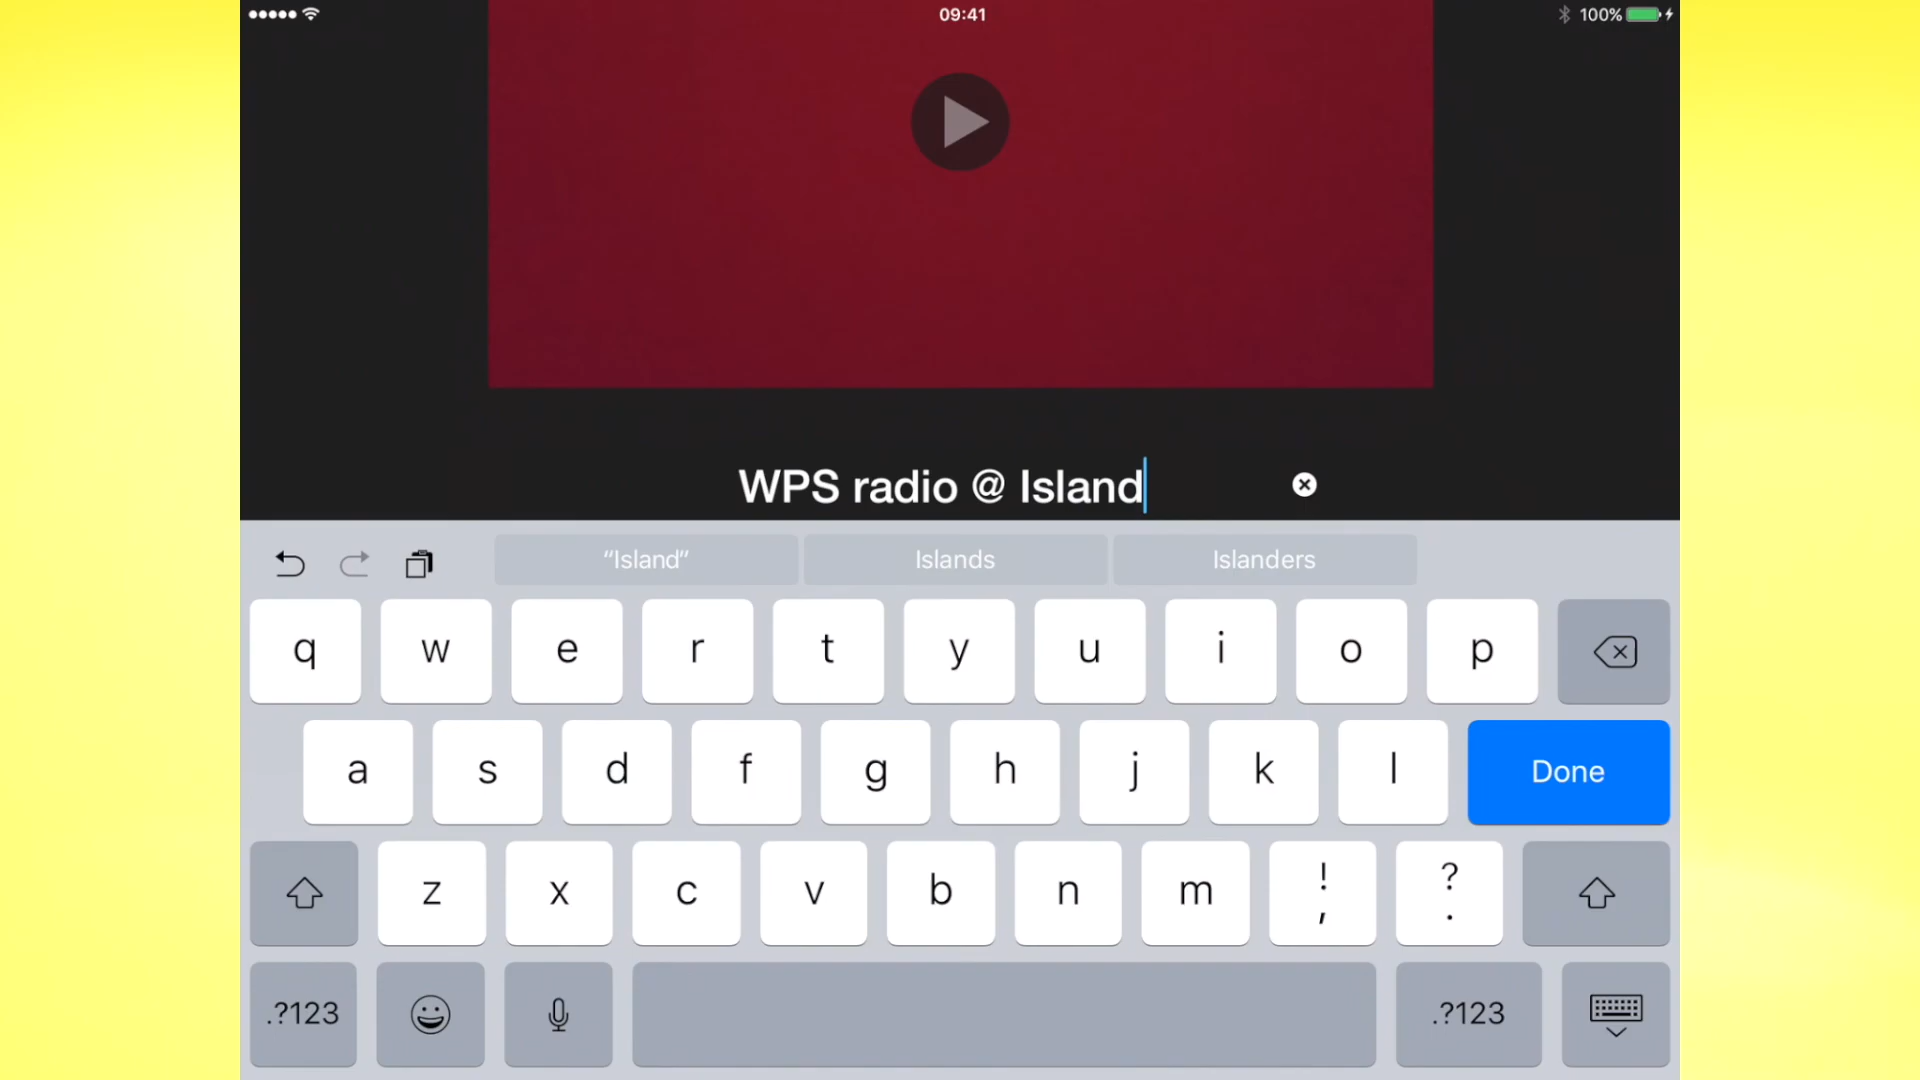 09:41
100%
WPS radio @ Island
“Island”
Islands
Islanders
q w e r t y u i o p
a s d f g h j k l Done
z x c v b n m ! , ? .
.?123 .?123